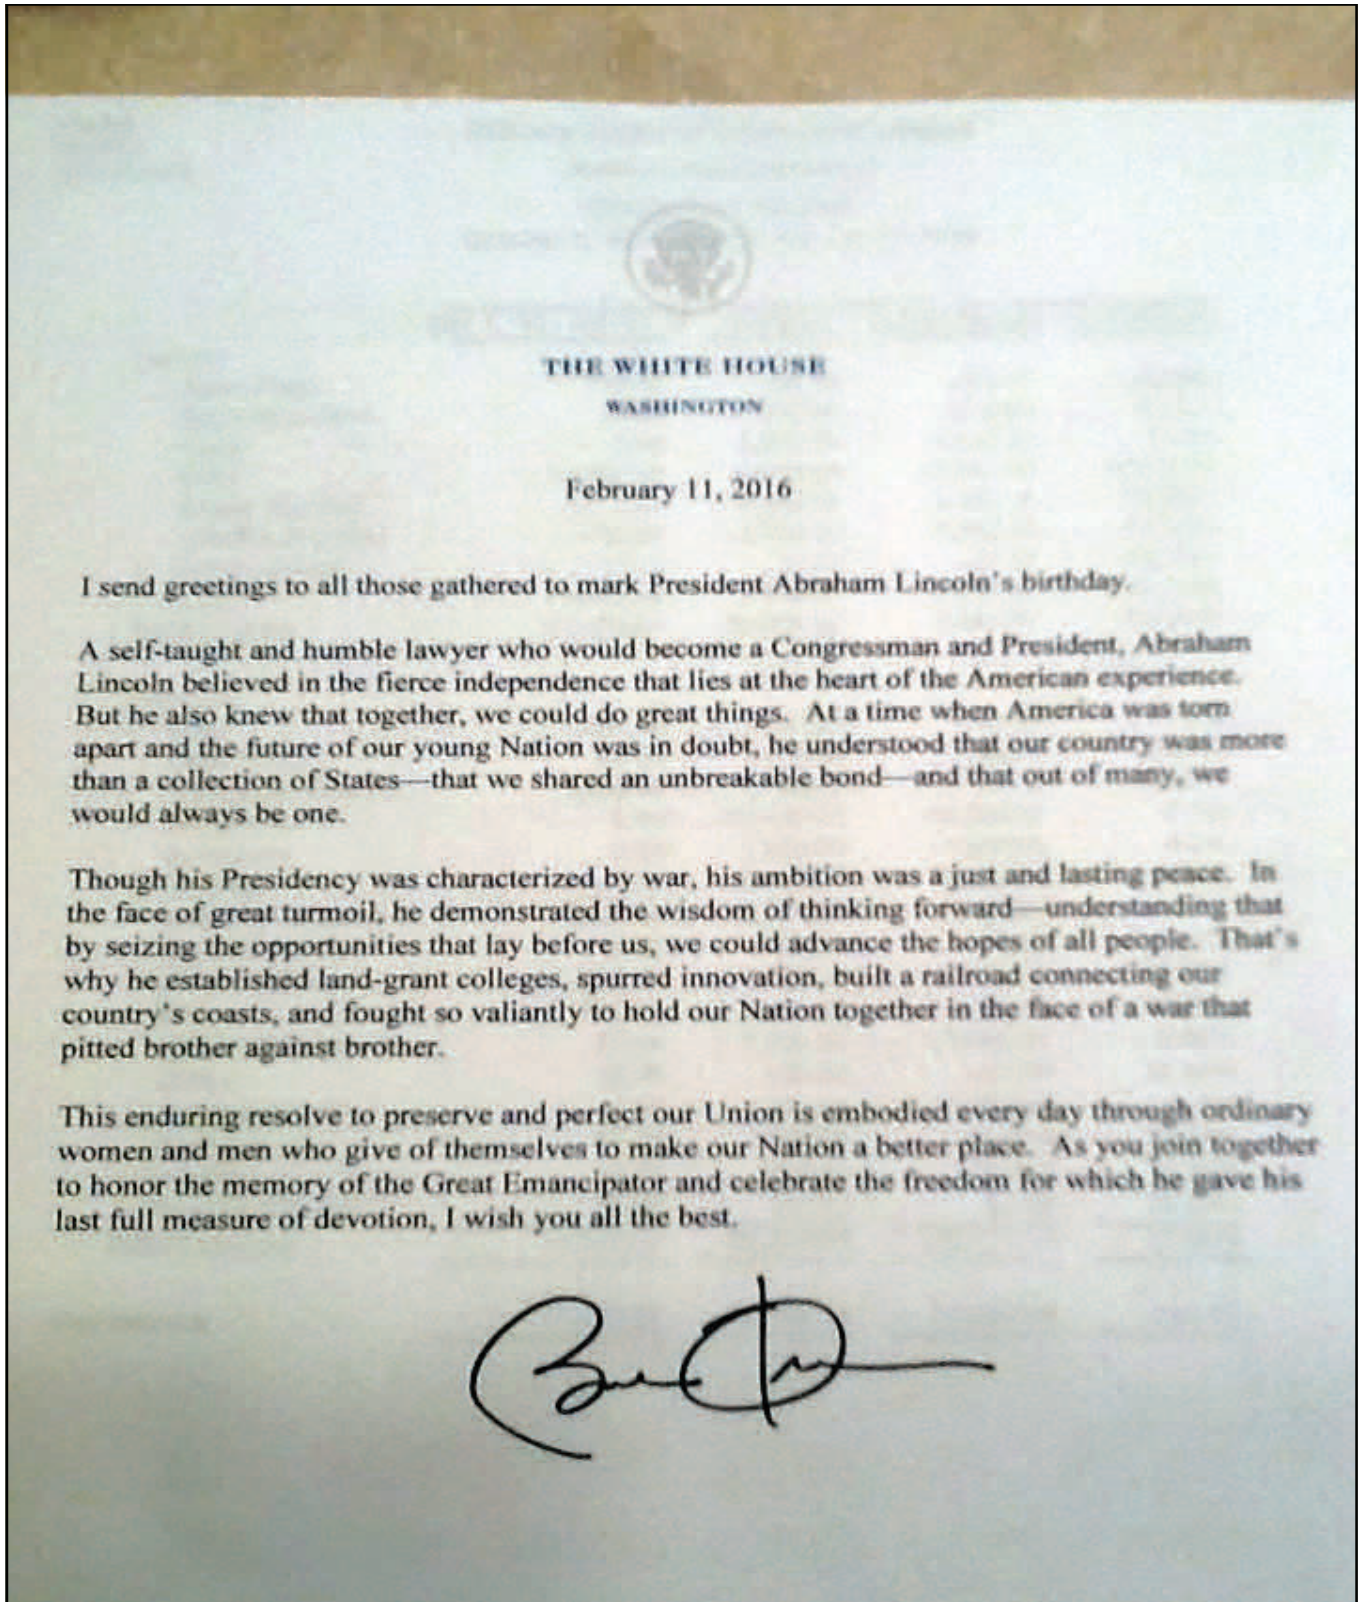 THE WHITE HOUSE
WASHINGTON
February 11, 2016
I send greetings to all those gathered to mark President Abraham Lincoln's birthday.
A self-taught and humble lawyer who would become a Congressman and President, Abraham
Lincoln believed in the fierce independence that lies at the heart of the American experience.
But he also knew that together, we could do great things. At a time when America was torn
apart and the future of our young Nation was in doubt, he understood that our country was more
than a collection of States—that we shared an unbreakable bond—and that out of many, we
would always be one.
Though his Presidency was characterized by war, his ambition was a just and lasting peace. In
the face of great turmoil, he demonstrated the wisdom of thinking forward—understanding that
by seizing the opportunities that lay before us, we could advance the hopes of all people. That's
why he established land-grant colleges, spurred innovation, built a railroad connecting our
country's coasts, and fought so valiantly to hold our Nation together in the face of a war that
pitted brother against brother.
This enduring resolve to preserve and perfect our Union is embodied every day through ordinary
women and men who give of themselves to make our Nation a better place. As you join together
to honor the memory of the Great Emancipator and celebrate the freedom for which he gave his
last full measure of devotion, I wish you all the best.